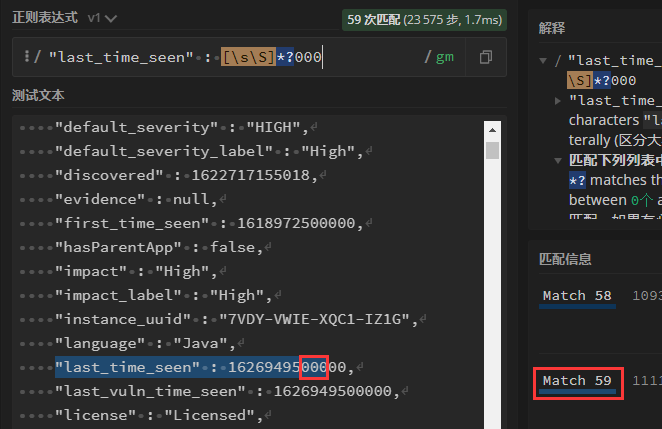 正则表达式 v1
59 次匹配 (23 575 步, 1.7ms)
/ "last_time_seen" : [\s\S]*?000
/ gm
测试文本
"default_severity" : "HIGH",
"default_severity_label" : "High",
"discovered" : 1622717155018,
"evidence" : null,
"first_time_seen" : 1618972500000,
"hasParentApp" : false,
"impact" : "High",
"impact_label" : "High",
"instance_uuid" : "7VDY-VWIE-XQC1-IZ1G",
"language" : "Java",
"last_time_seen" : 1626949500000,
"last_vuln_time_seen" : 1626949500000,
"license" : "Licensed",
解释
/ "last_time_
\S]*?000
"last_time_
characters "la
terally (区分大
匹配下列列表中
*? matches th
between 0个 a
匹配信息
Match 58 1093
Match 59 1111